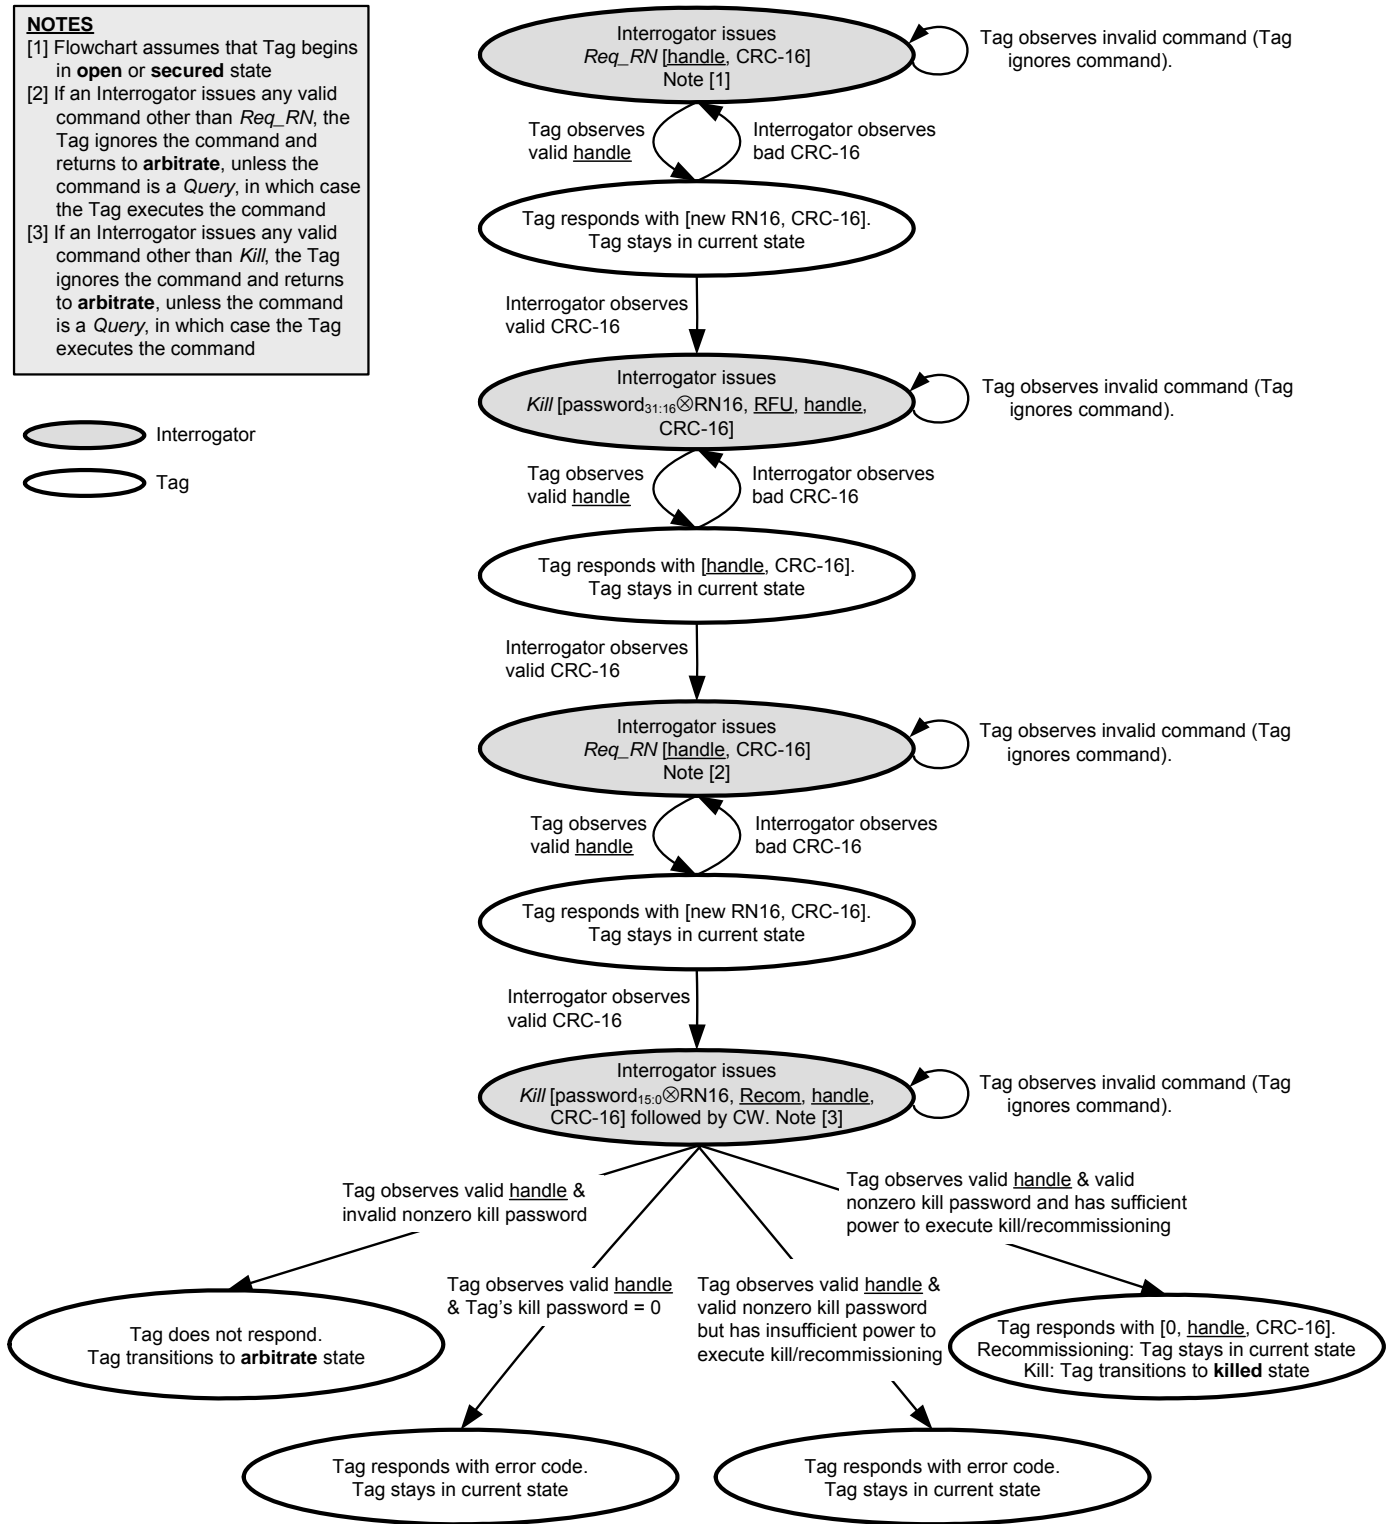 NOTES
[1] Flowchart assumes that Tag begins
in open or secured state
[2] If an Interrogator issues any valid
command other than Req_RN, the
Tag ignores the command and
returns to arbitrate, unless the
command is a Query, in which case
the Tag executes the command
[3] If an Interrogator issues any valid
command other than Kill, the Tag
ignores the command and returns
to arbitrate, unless the command
is a Query, in which case the Tag
executes the command
Interrogator
Tag
Interrogator issues
Req_RN [handle, CRC-16]
Note [1]
Tag observes invalid command (Tag
ignores command).
Tag observes
valid handle
Interrogator observes
bad CRC-16
Tag responds with [new RN16, CRC-16].
Tag stays in current state
Interrogator observes
valid CRC-16
Interrogator issues
Kill [password31:16⊗RN16, RFU, handle,
CRC-16]
Tag observes invalid command (Tag
ignores command).
Tag observes
valid handle
Interrogator observes
bad CRC-16
Tag responds with [handle, CRC-16].
Tag stays in current state
Interrogator observes
valid CRC-16
Interrogator issues
Req_RN [handle, CRC-16]
Note [2]
Tag observes invalid command (Tag
ignores command).
Tag observes
valid handle
Interrogator observes
bad CRC-16
Tag responds with [new RN16, CRC-16].
Tag stays in current state
Interrogator observes
valid CRC-16
Interrogator issues
Kill [password15:0⊗RN16, Recom, handle,
CRC-16] followed by CW. Note [3]
Tag observes invalid command (Tag
ignores command).
Tag observes valid handle &
invalid nonzero kill password
Tag observes valid handle
& Tag's kill password = 0
Tag observes valid handle &
valid nonzero kill password
but has insufficient power to
execute kill/recommissioning
Tag observes valid handle & valid
nonzero kill password and has sufficient
power to execute kill/recommissioning
Tag does not respond.
Tag transitions to arbitrate state
Tag responds with [0, handle, CRC-16].
Recommissioning: Tag stays in current state
Kill: Tag transitions to killed state
Tag responds with error code.
Tag stays in current state
Tag responds with error code.
Tag stays in current state